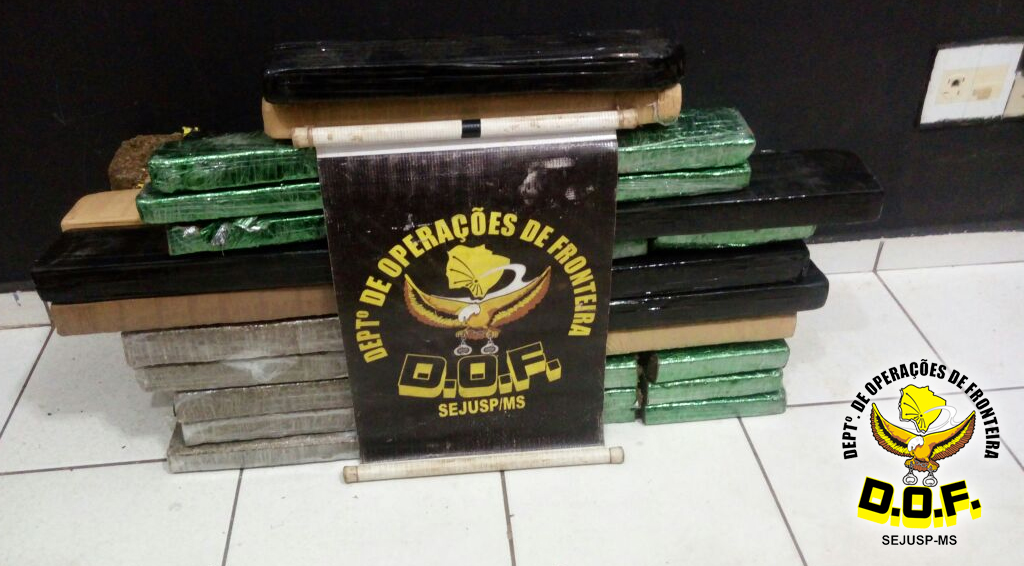 DEPTº DE OPERAÇÕES DE FRONTEIRA
D.O.F.
SEJUSP/MS
DEPTº. DE OPERAÇÕES DE FRONTEIRA
D.O.F.
SEJUSP-MS